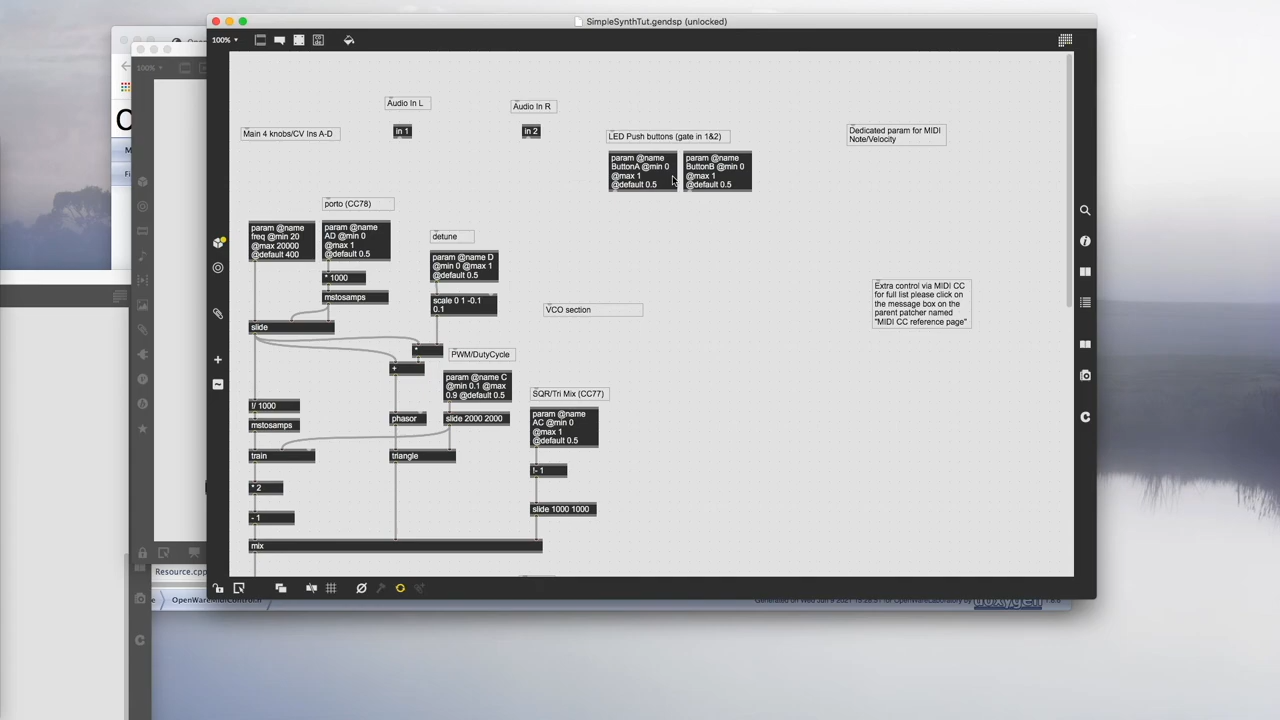 SimpleSynthTut.gendsp (unlocked)
100%
100%
Audio In L
Audio In R
Main 4 knobs/CV Ins A-D
in 1
in 2
LED Push buttons (gate in 1&2)
Dedicated param for MIDI
Note/Velocity
param @name
ButtonA @min 0
@max 1
@default 0.5
param @name
ButtonB @min 0
@max 1
@default 0.5
porto (CC78)
param @name
freq @min 20
@max 20000
@default 400
param @name
AD @min 0
@max 1
@default 0.5
detune
param @name D
@min 0 @max 1
@default 0.5
* 1000
mstosamps
scale 0 1 -0.1
0.1
VCO section
Extra control via MIDI CC
for full list please click on
the message box on the
parent patcher named
"MIDI CC reference page"
slide
*
PWM/DutyCycle
+
param @name C
@min 0.1 @max
0.9 @default 0.5
SQR/Tri Mix (CC77)
!/ 1000
mstosamps
phasor
slide 2000 2000
param @name
AC @min 0
@max 1
@default 0.5
train
triangle
!- 1
* 2
slide 1000 1000
- 1
mix
Resource.cpp
OpenWareMidiControl.h